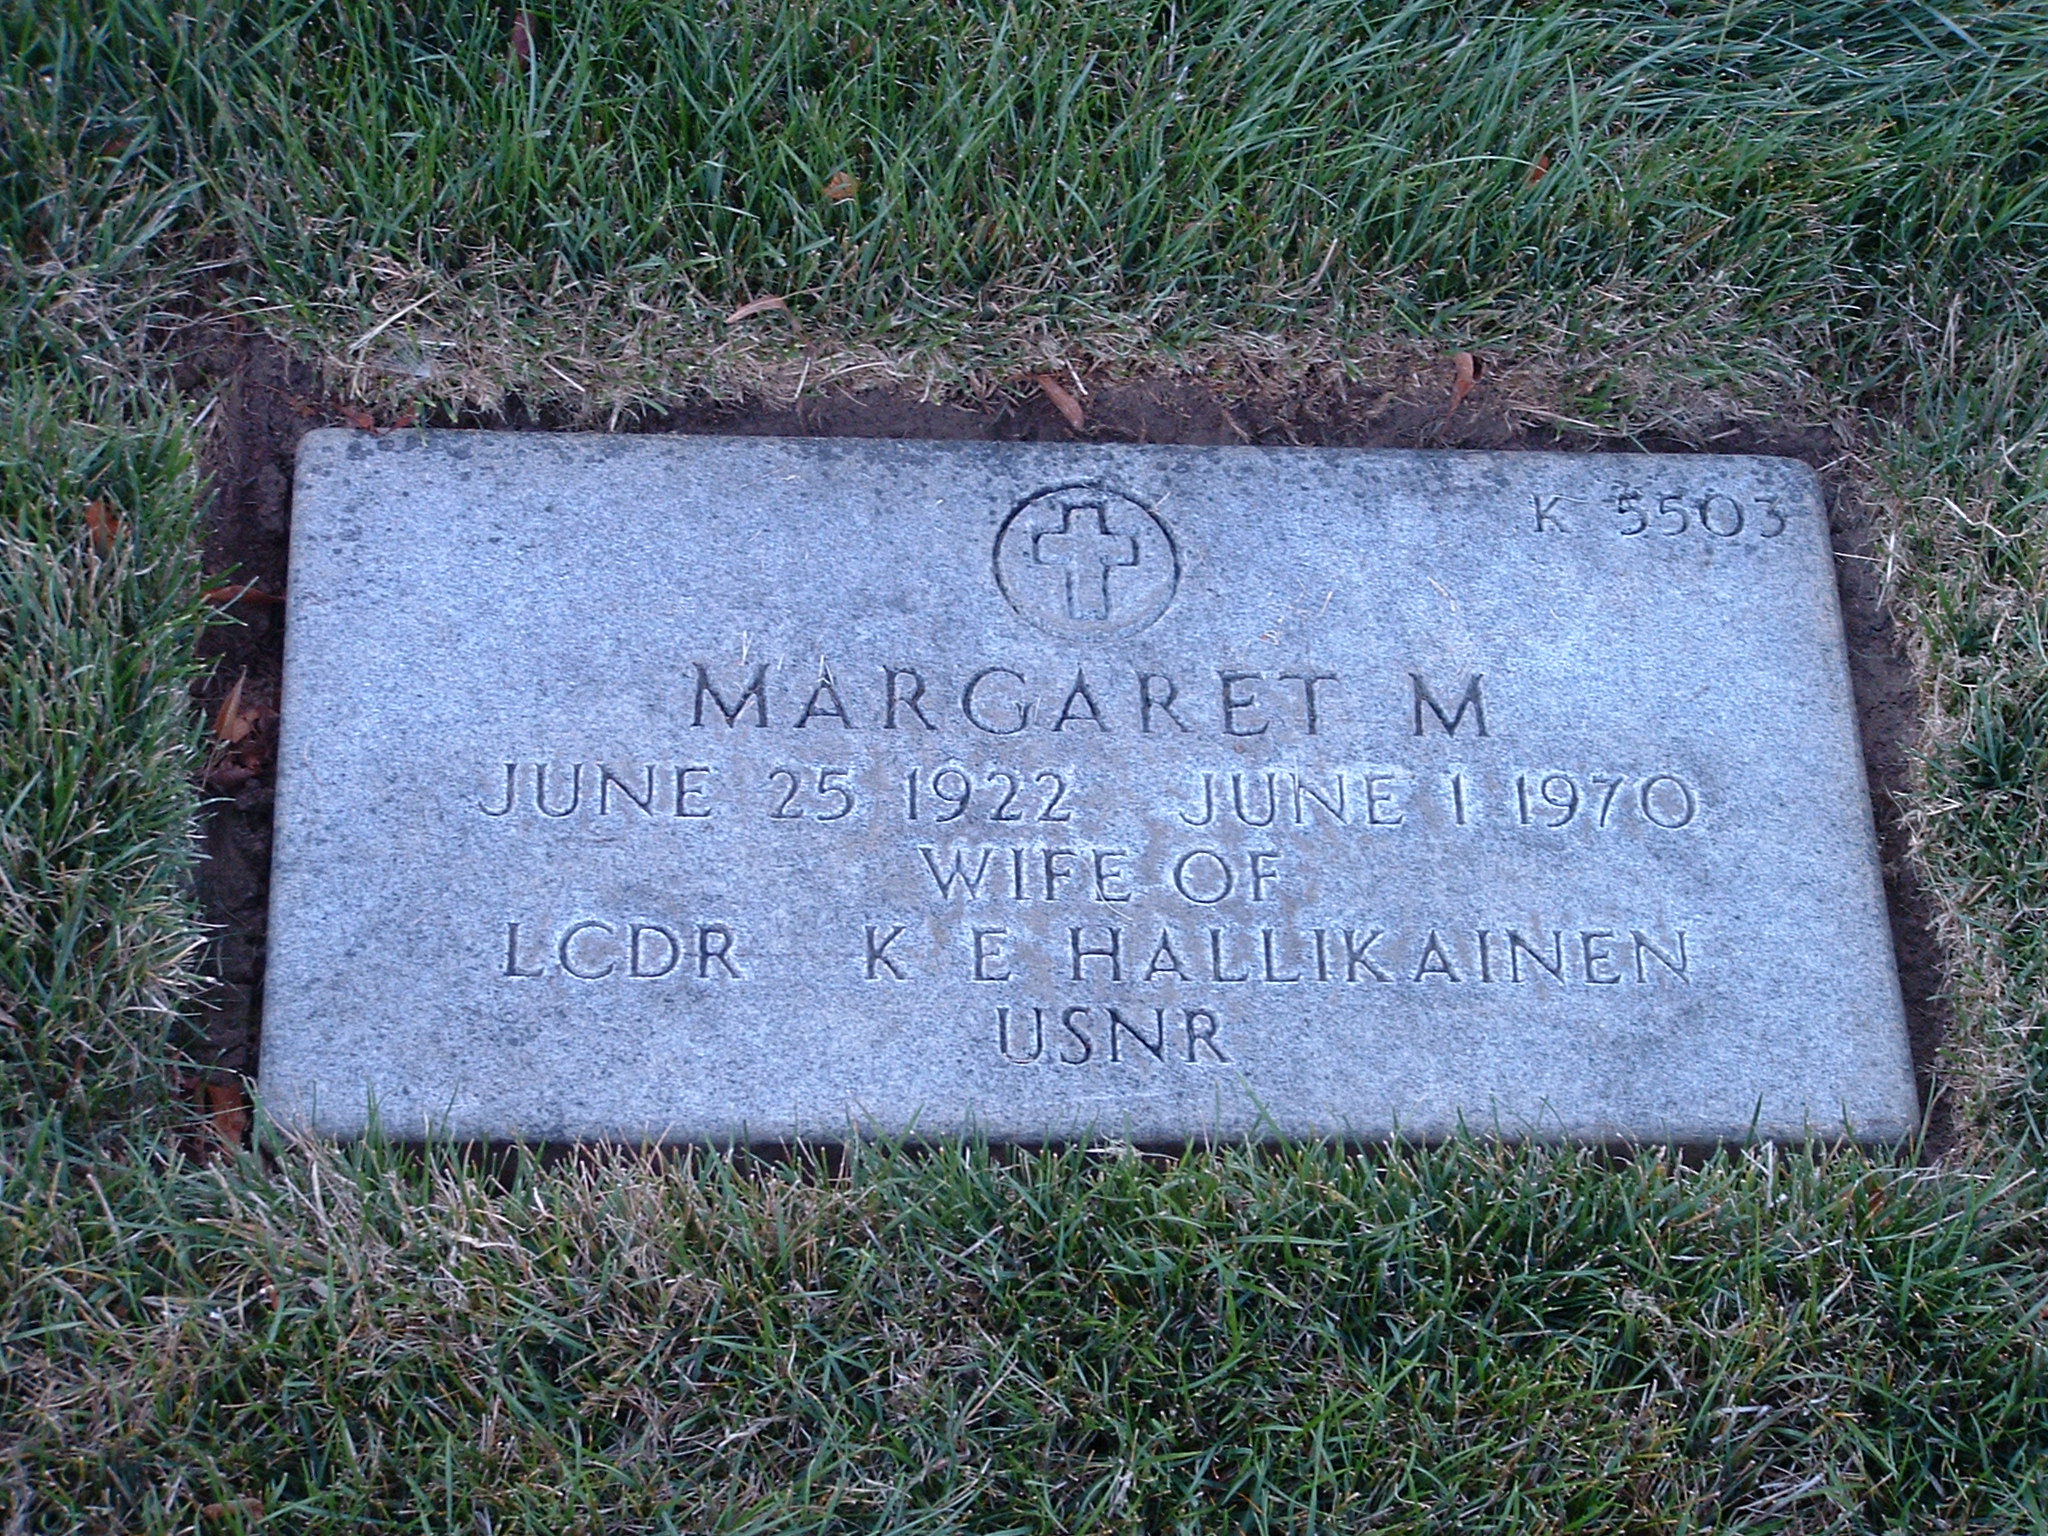 K 5503
MARGARET M
JUNE 25 1922 JUNE 1 1970
WIFE OF
LCDR K E HALLIKAINEN
USNR